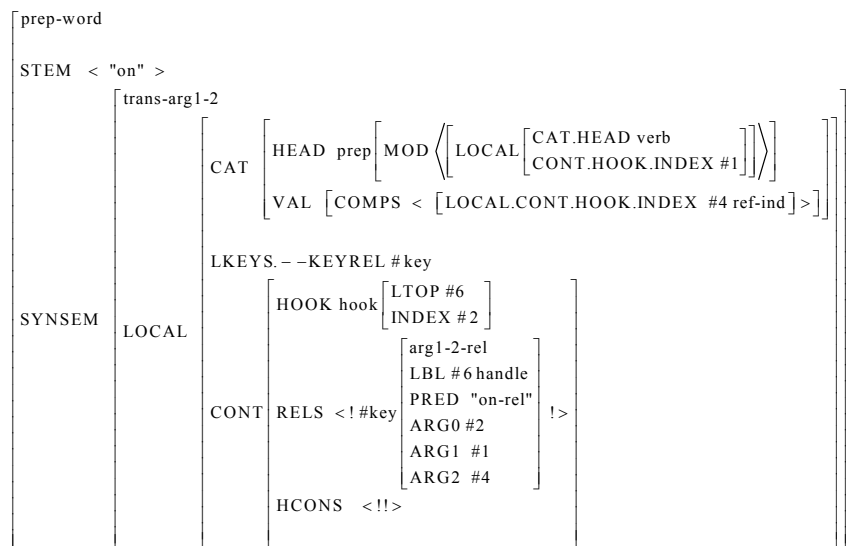 prep-word
STEM < "on" >
trans-arg1-2
CAT
HEAD prep
MOD
LOCAL
CAT.HEAD verb
CONT.HOOK.INDEX #1
VAL
COMPS < [LOCAL.CONT.HOOK.INDEX #4 ref-ind] >
LKEYS.--KEYREL #key
SYNSEM
LOCAL
HOOK hook
LTOP #6
INDEX #2
CONT
RELS <! #key
arg1-2-rel
LBL #6 handle
PRED "on-rel"
ARG0 #2
ARG1 #1
ARG2 #4
!>
HCONS <!!>